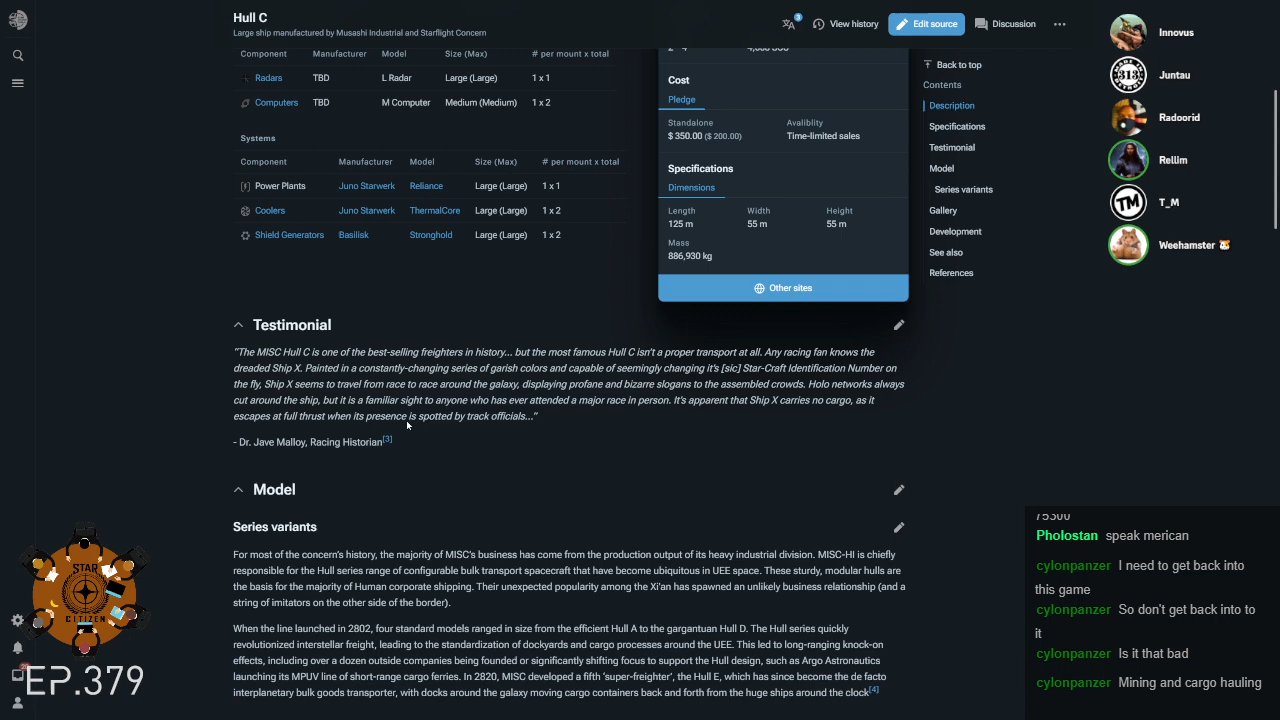 Hull C
Large ship manufactured by Musashi Industrial and Starflight Concern
3
View history
Edit source
Discussion
Component Manufacturer Model Size (Max) # per mount x total
Radars TBD L Radar Large (Large) 1 x 1
Computers TBD M Computer Medium (Medium) 1 x 2
Systems
Component Manufacturer Model Size (Max) # per mount x total
Power Plants Juno Starwerk Reliance Large (Large) 1 x 1
Coolers Juno Starwerk ThermalCore Large (Large) 1 x 2
Shield Generators Basilisk Stronghold Large (Large) 1 x 2
Cost
Pledge
Standalone Avaliblity
$ 350.00 ($ 200.00) Time-limited sales
Specifications
Dimensions
Length Width Height
125 m 55 m 55 m
Mass
886,930 kg
Other sites
Back to top
Contents
Description
Specifications
Testimonial
Model
Series variants
Gallery
Development
See also
References
Innovus
Juntau
Radoorid
Rellim
T_M
Weehamster 🐹
Testimonial
"The MISC Hull C is one of the best-selling freighters in history... but the most famous Hull C isn't a proper transport at all. Any racing fan knows the
dreaded Ship X. Painted in a constantly-changing series of garish colors and capable of seemingly changing it's [sic] Star-Craft Identification Number on
the fly, Ship X seems to travel from race to race around the galaxy, displaying profane and bizarre slogans to the assembled crowds. Holo networks always
cut around the ship, but it is a familiar sight to anyone who has ever attended a major race in person. It's apparent that Ship X carries no cargo, as it
escapes at full thrust when its presence is spotted by track officials..."
- Dr. Jave Malloy, Racing Historian[3]
Model
Series variants
For most of the concern's history, the majority of MISC's business has come from the production output of its heavy industrial division. MISC-HI is chiefly
responsible for the Hull series range of configurable bulk transport spacecraft that have become ubiquitous in UEE space. These sturdy, modular hulls are
the basis for the majority of Human corporate shipping. Their unexpected popularity among the Xi'an has spawned an unlikely business relationship (and a
string of imitators on the other side of the border).
When the line launched in 2802, four standard models ranged in size from the efficient Hull A to the gargantuan Hull D. The Hull series quickly
revolutionized interstellar freight, leading to the standardization of dockyards and cargo processes around the UEE. This led to long-ranging knock-on
effects, including over a dozen outside companies being founded or significantly shifting focus to support the Hull design, such as Argo Astronautics
launching its MPUV line of short-range cargo ferries. In 2820, MISC developed a fifth 'super-freighter', the Hull E, which has since become the de facto
interplanetary bulk goods transporter, with docks around the galaxy moving cargo containers back and forth from the huge ships around the clock[4]
STAR
CITIZEN
EP.379
75300
Pholostan speak merican
cylonpanzer I need to get back into
this game
cylonpanzer So don't get back into to
it
cylonpanzer Is it that bad
cylonpanzer Mining and cargo hauling